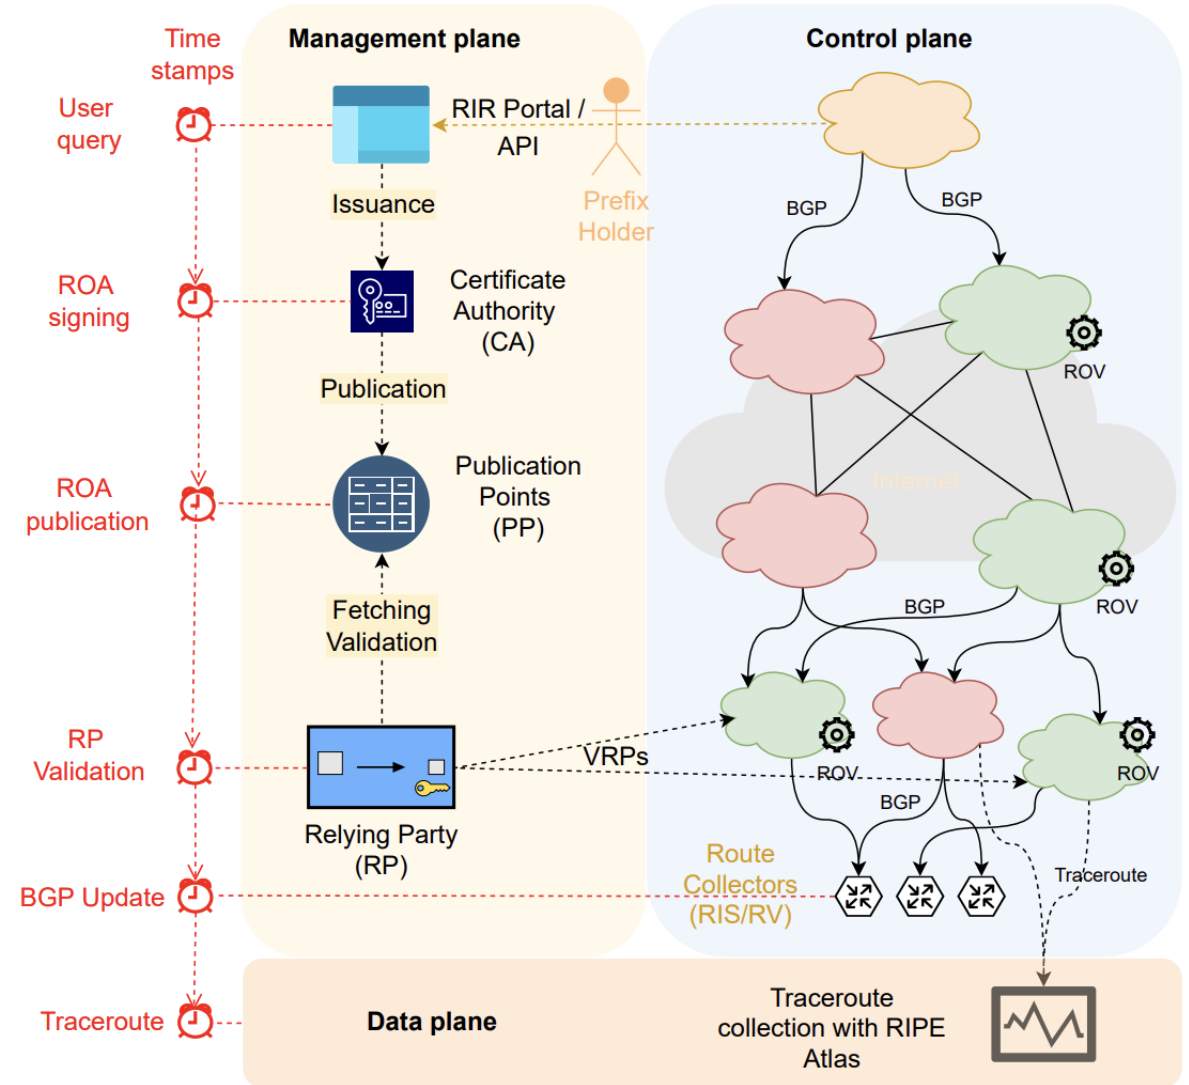 Time
stamps
Management plane
Control plane
User
query
RIR Portal /
API
Prefix
Holder
Issuance
BGP
BGP
ROA
signing
Certificate
Authority
(CA)
ROV
Publication
Internet
ROA
publication
Publication
Points
(PP)
Fetching
Validation
BGP
ROV
RP
Validation
VRPs
ROV
ROV
BGP
Relying Party
(RP)
Route
Collectors
(RIS/RV)
BGP Update
Traceroute
Traceroute
Data plane
Traceroute
collection with RIPE
Atlas